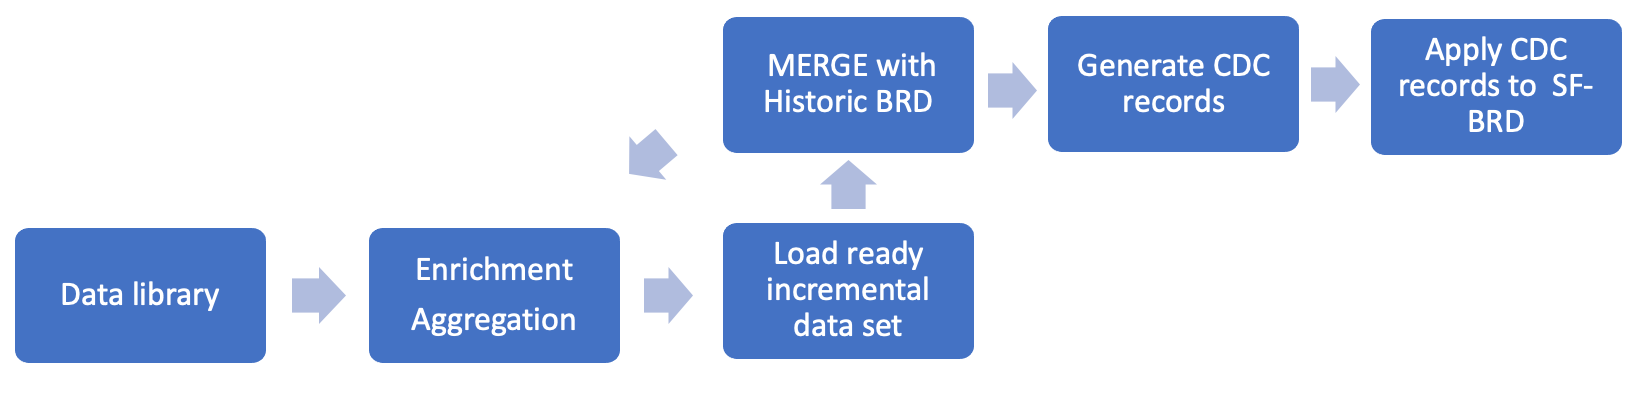 MERGE with
Historic BRD
Generate CDC
records
Apply CDC
records to  SF-
BRD
Data library
Enrichment
Aggregation
Load ready
incremental
data set